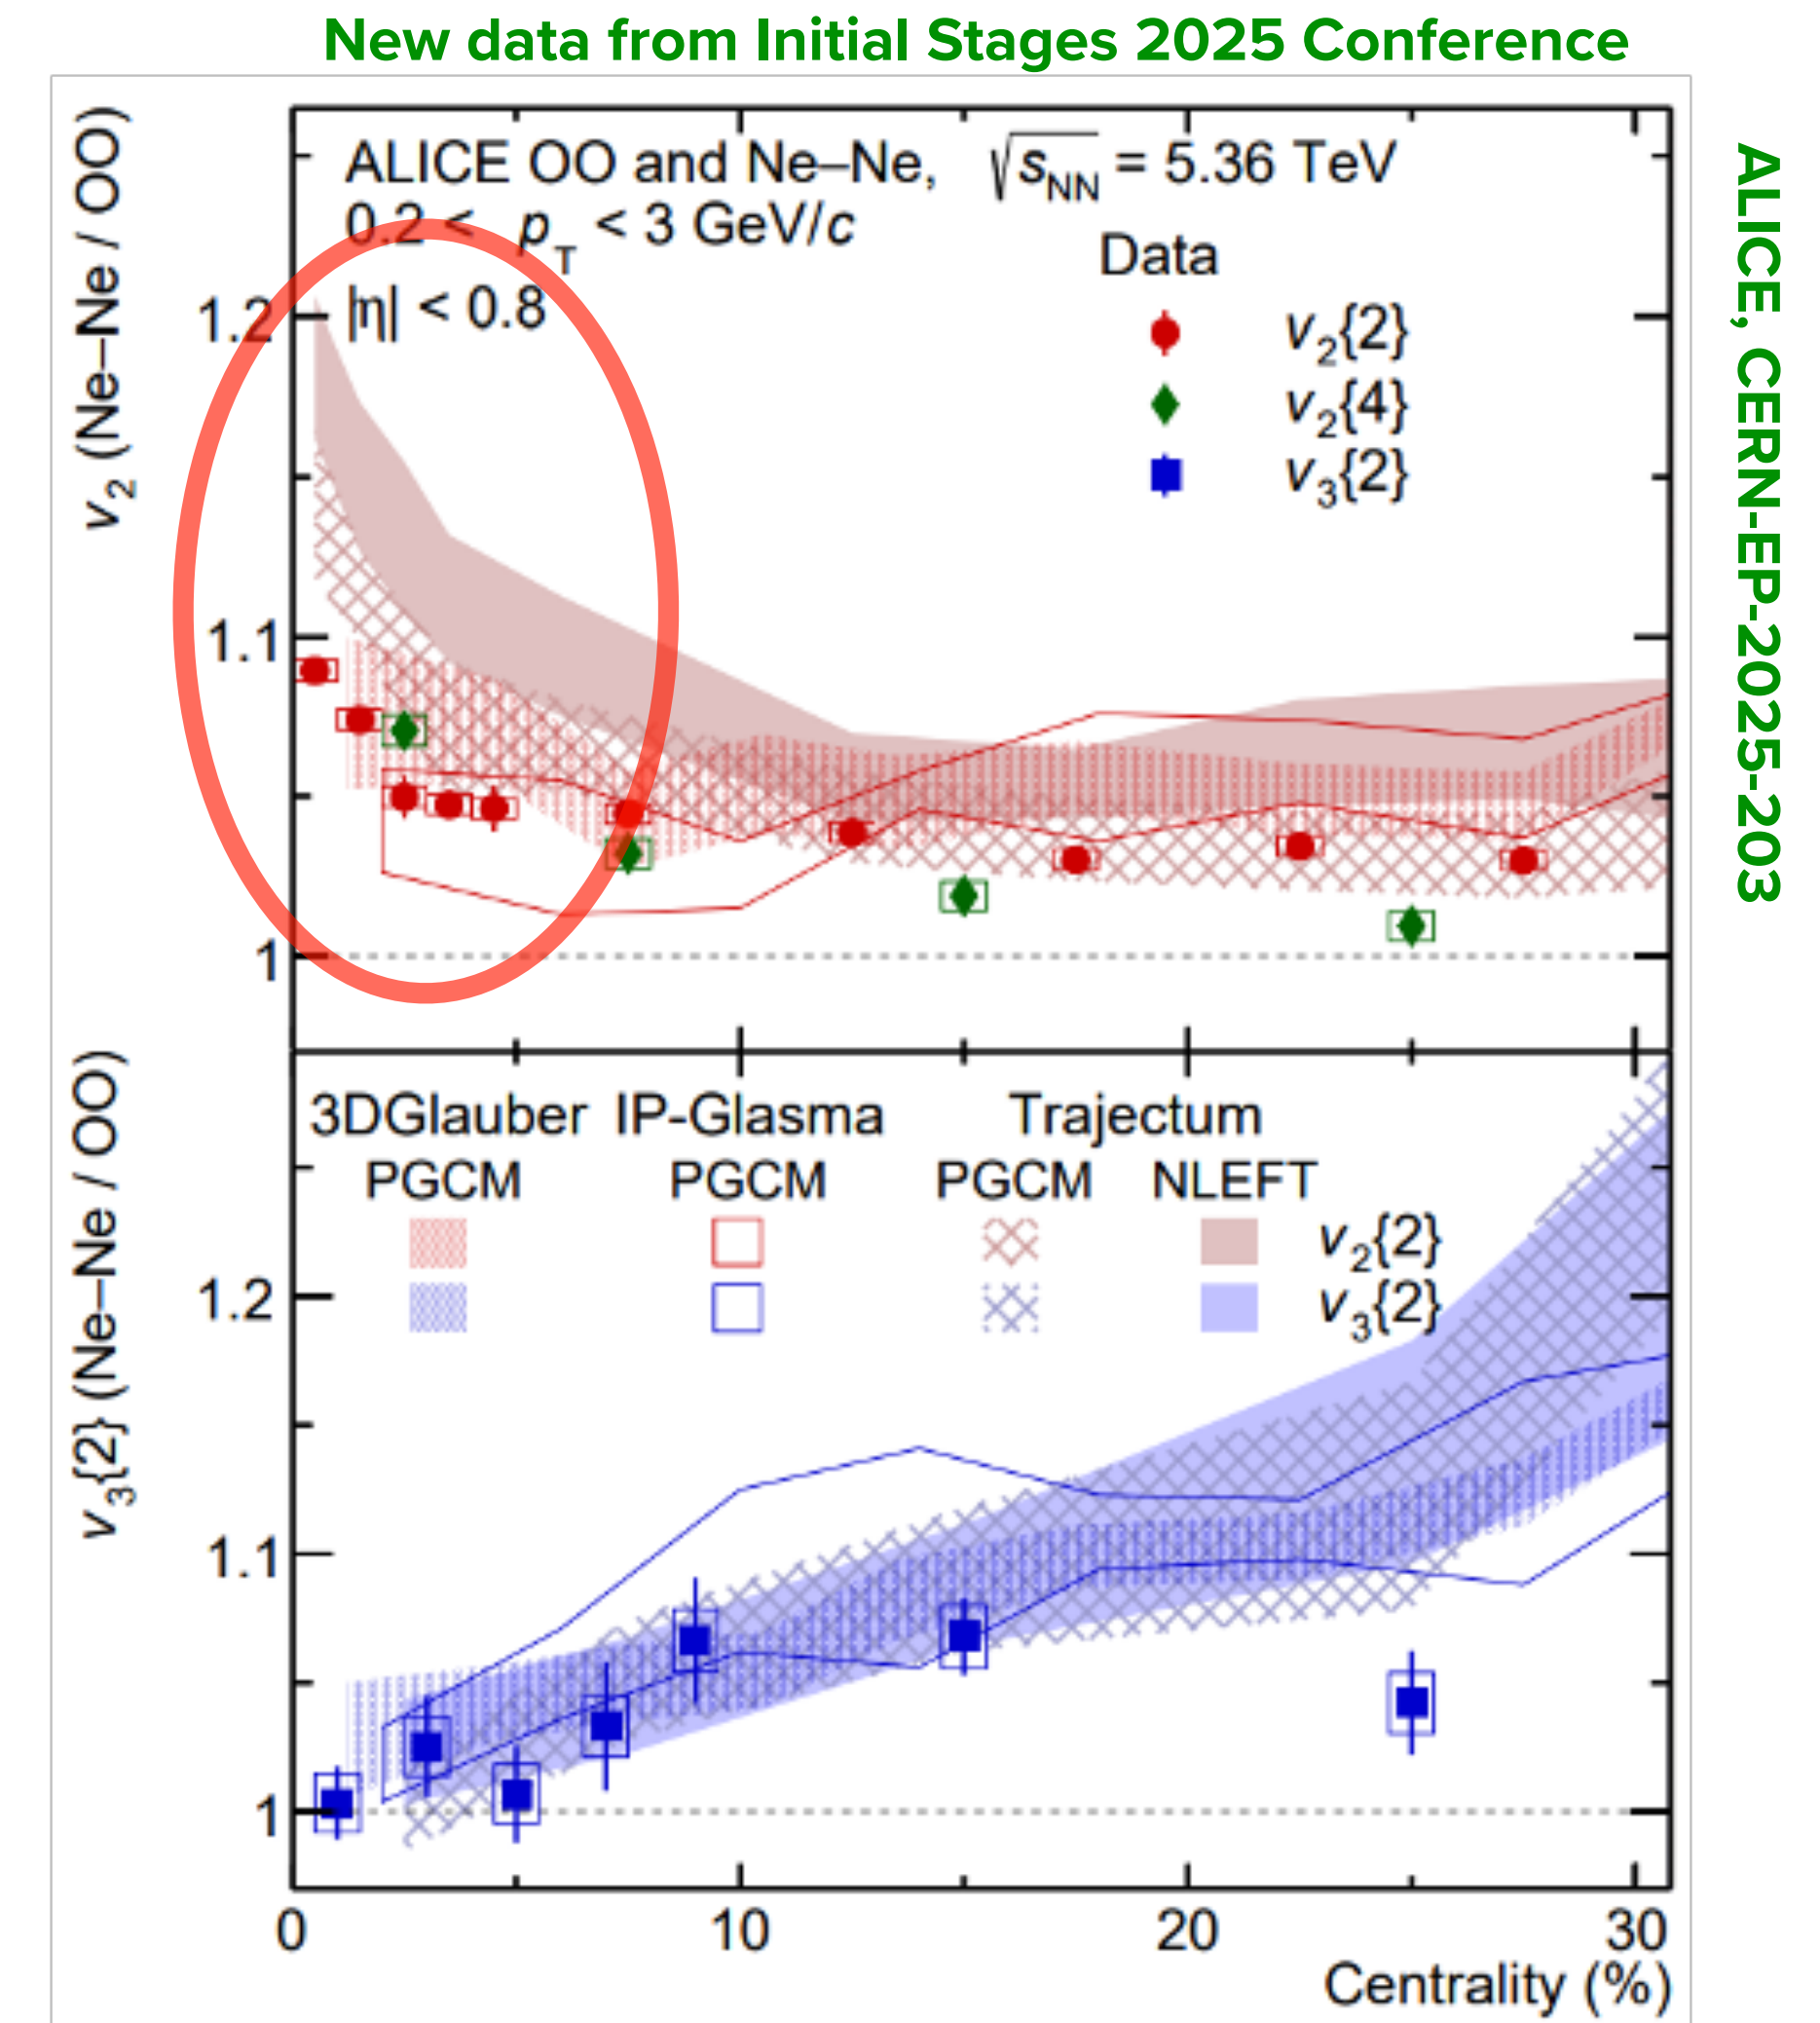 New data from Initial Stages 2025 Conference
ALICE, CERN-EP-2025-203
v2 (Ne–Ne / OO)
ALICE OO and Ne–Ne, √sNN = 5.36 TeV
0.2 < pT < 3 GeV/c
|η| < 0.8
Data
v2{2}
v2{4}
v3{2}
1.2
1.1
1
v3{2} (Ne–Ne / OO)
3DGlauber IP-Glasma Trajectum
PGCM PGCM PGCM NLEFT
v2{2}
v3{2}
1.2
1.1
1
0 10 20 30
Centrality (%)